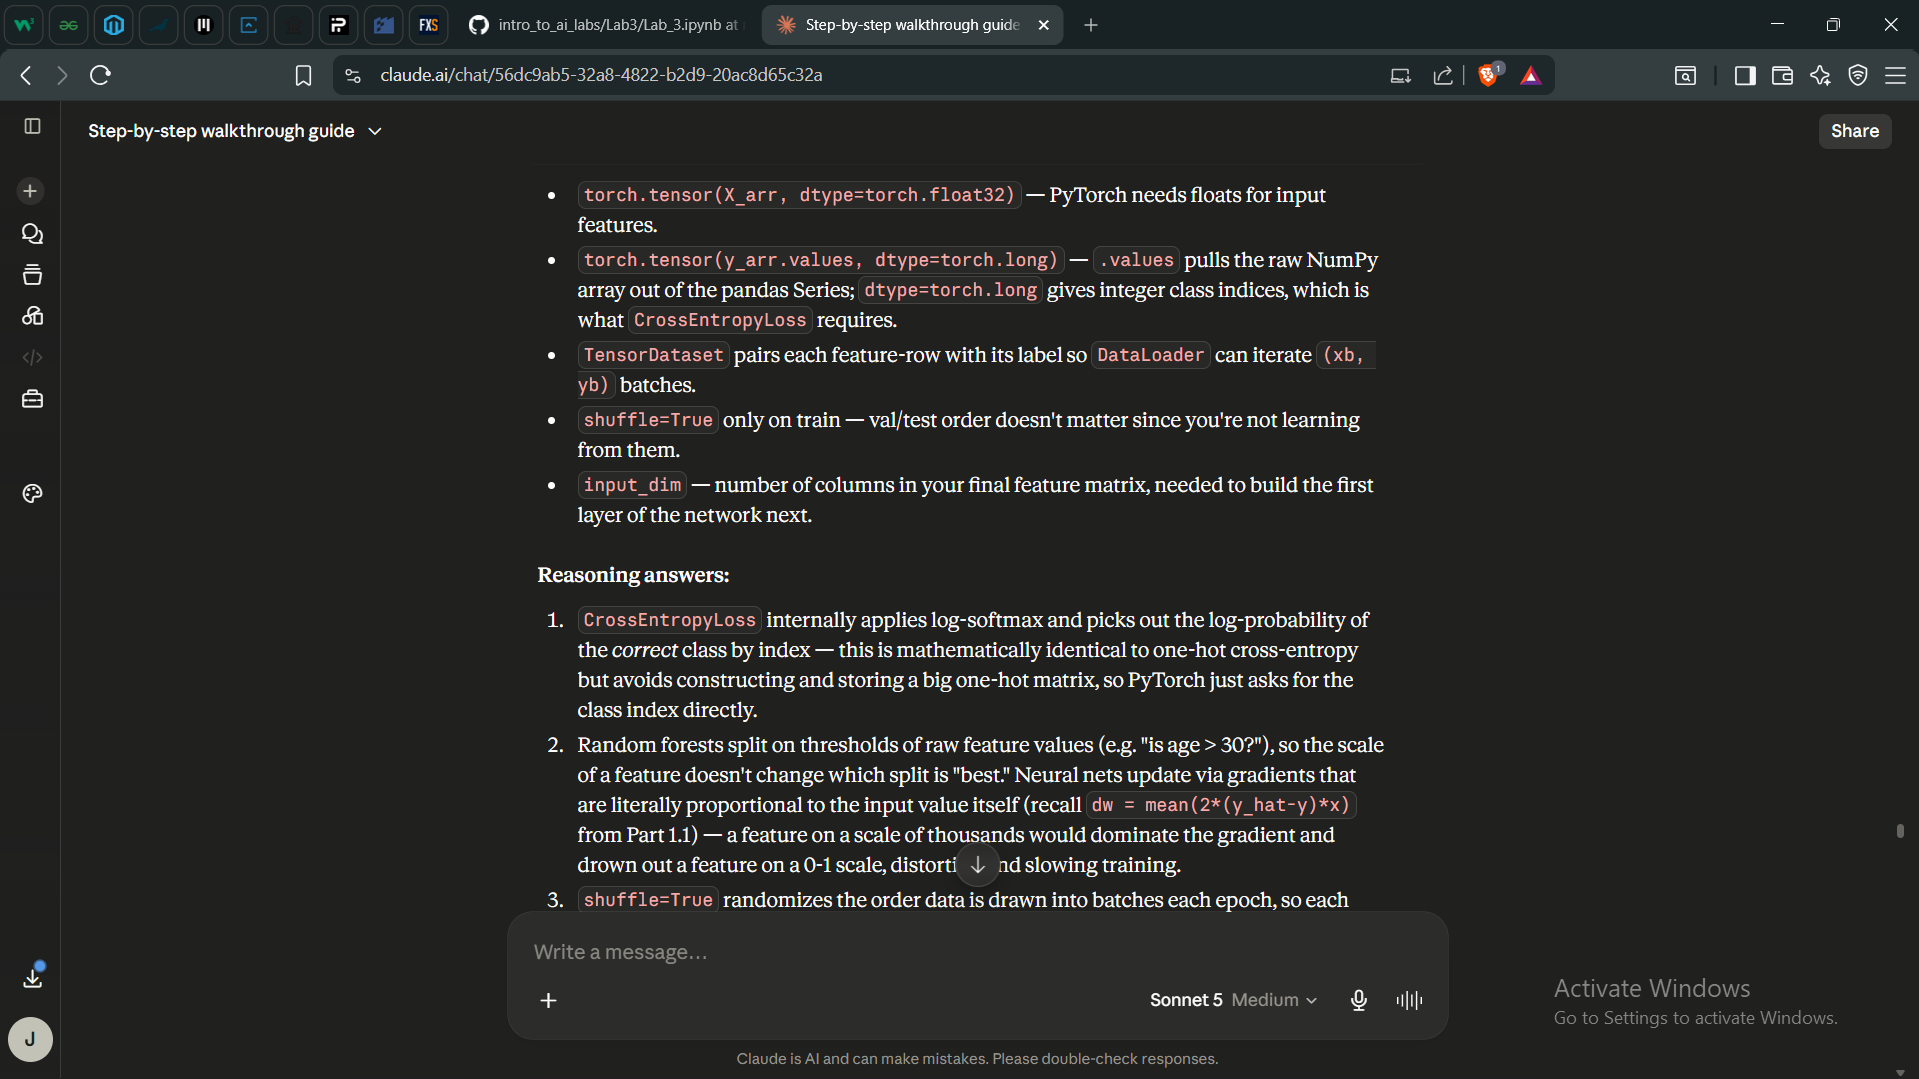 FXS
intro_to_ai_labs/Lab3/Lab_3.ipynb at
Step-by-step walkthrough guide
claude.ai/chat/56dc9ab5-32a8-4822-b2d9-20ac8d65c32a
1
Step-by-step walkthrough guide
Share
torch.tensor(X_arr, dtype=torch.float32) — PyTorch needs floats for input
features.
torch.tensor(y_arr.values, dtype=torch.long) — .values pulls the raw NumPy
array out of the pandas Series; dtype=torch.long gives integer class indices, which is
what CrossEntropyLoss requires.
TensorDataset pairs each feature-row with its label so DataLoader can iterate (xb,
yb) batches.
shuffle=True only on train — val/test order doesn't matter since you're not learning
from them.
input_dim — number of columns in your final feature matrix, needed to build the first
layer of the network next.
Reasoning answers:
1. CrossEntropyLoss internally applies log-softmax and picks out the log-probability of
the correct class by index — this is mathematically identical to one-hot cross-entropy
but avoids constructing and storing a big one-hot matrix, so PyTorch just asks for the
class index directly.
2. Random forests split on thresholds of raw feature values (e.g. "is age > 30?"), so the scale
of a feature doesn't change which split is "best." Neural nets update via gradients that
are literally proportional to the input value itself (recall dw = mean(2*(y_hat-y)*x)
from Part 1.1) — a feature on a scale of thousands would dominate the gradient and
drown out a feature on a 0-1 scale, distorti nd slowing training.
3. shuffle=True randomizes the order data is drawn into batches each epoch, so each
Write a message...
Sonnet 5 Medium
Activate Windows
Go to Settings to activate Windows.
J
Claude is AI and can make mistakes. Please double-check responses.